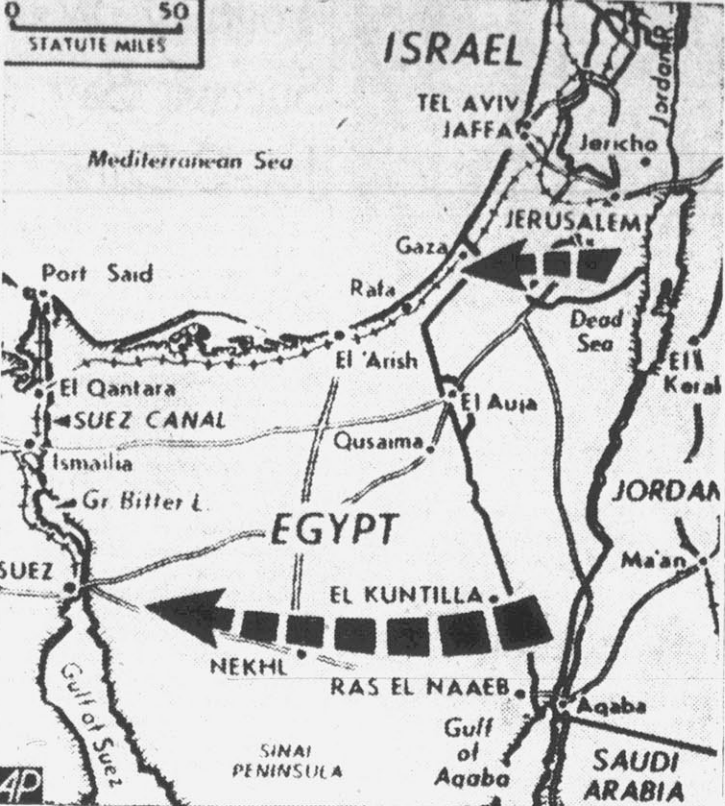 0 50
STATUTE MILES
ISRAEL
TEL AVIV
JAFFA
Jordan R.
Jericho
Mediterranean Sea
JERUSALEM
Gaza
Port Said
Rafa
Dead
Sea
El 'Arish
El
Kerak
El Qantara
SUEZ CANAL
El Auja
Qusaima
Ismailia
Gr. Bitter L.
JORDAN
EGYPT
Ma'an
SUEZ
EL KUNTILLA
NEKHL
RAS EL NAAEB
Aqaba
Gulf of Suez
Gulf
of
Aqaba
SINAI
PENINSULA
SAUDI
ARABIA
AP